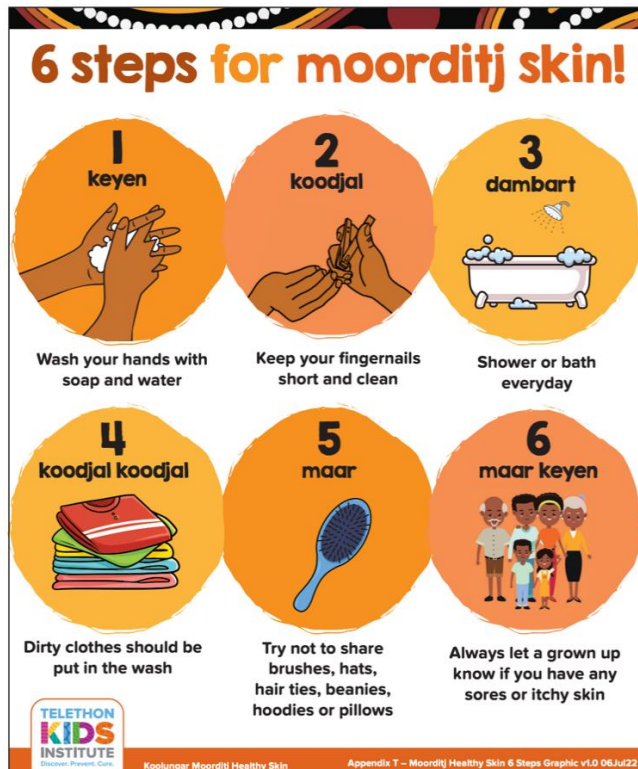 6 steps for moorditj skin!
1
keyen
Wash your hands with
soap and water
2
koodjal
Keep your fingernails
short and clean
3
dambart
Shower or bath
everyday
4
koodjal koodjal
Dirty clothes should be
put in the wash
5
maar
Try not to share
brushes, hats,
hair ties, beanies,
hoodies or pillows
6
maar keyen
Always let a grown up
know if you have any
sores or itchy skin
TELETHON
KIDS
INSTITUTE
Discover. Prevent. Cure.
Koolungar Moorditj Healthy Skin
Appendix T – Moorditj Healthy Skin 6 Steps Graphic v1.0 06Jul22